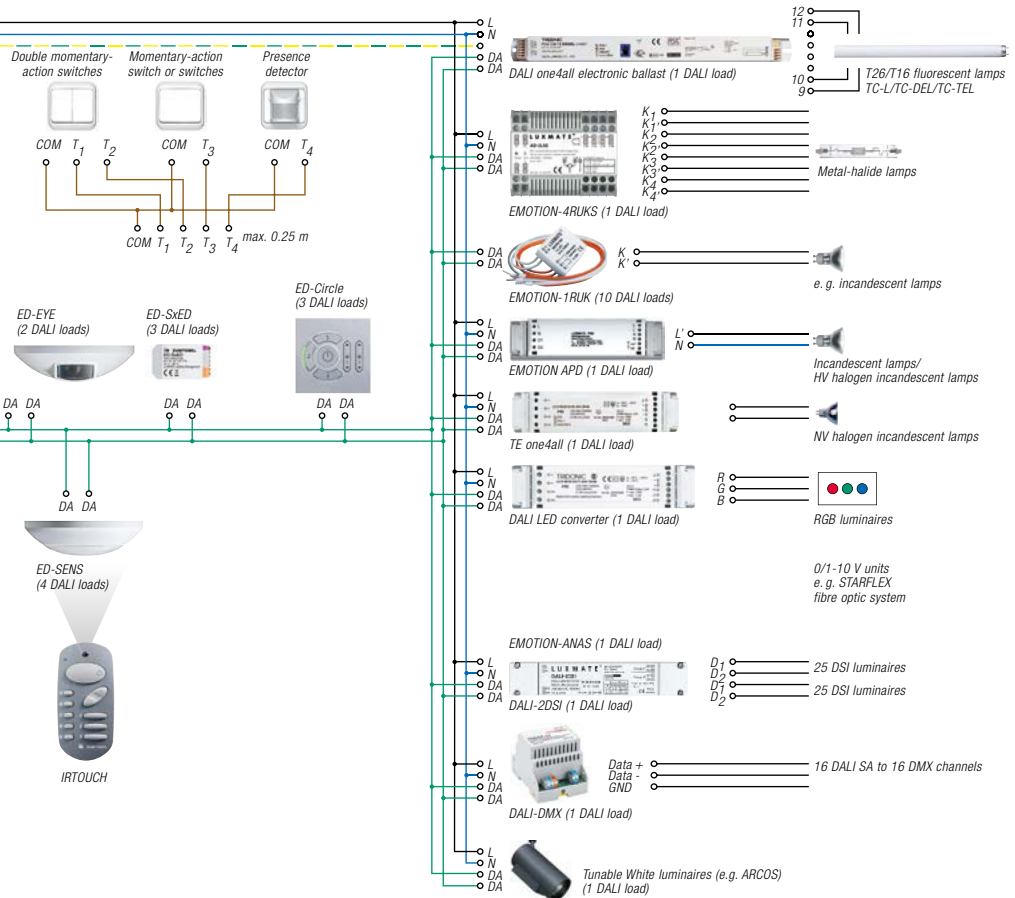 L
N
DA
DA
DALI one4all electronic ballast (1 DALI load)
12
11
10
9
T26/T16 fluorescent lamps
TC-L/TC-DEL/TC-TEL
Double momentary-
action switches
Momentary-action
switch or switches
Presence
detector
COM T1 T2
COM T3
COM T4
COM T1 T2 T3 T4
max. 0.25 m
L
N
DA
DA
LUXMATE
EMOTION-4RUKS (1 DALI load)
K1
K1'
K2
K2'
K3
K3'
K4
K4'
Metal-halide lamps
DA
DA
EMOTION-1RUK (10 DALI loads)
K
K'
e.g. incandescent lamps
ED-EYE
(2 DALI loads)
ED-SxED
(3 DALI loads)
ED-Circle
(3 DALI loads)
DA DA
DA DA
DA DA
L
N
DA
DA
EMOTION APD (1 DALI load)
L'
N
Incandescent lamps/
HV halogen incandescent lamps
L
N
DA
DA
TE one4all (1 DALI load)
NV halogen incandescent lamps
DA DA
ED-SENS
(4 DALI loads)
IRTOUCH
L
N
DA
DA
TRIDONIC
DALI LED converter (1 DALI load)
R
G
B
RGB luminaires
0/1-10 V units
e. g. STARFLEX
fibre optic system
EMOTION-ANAS (1 DALI load)
L
N
DA
DA
LUXMATE
DALI-2DSI
DALI-2DSI (1 DALI load)
D1
D2
D1
D2
25 DSI luminaires
25 DSI luminaires
L
N
DA
DA
DALI-DMX (1 DALI load)
Data +
Data -
GND
16 DALI SA to 16 DMX channels
L
N
DA
DA
Tunable White luminaires (e.g. ARCOS)
(1 DALI load)